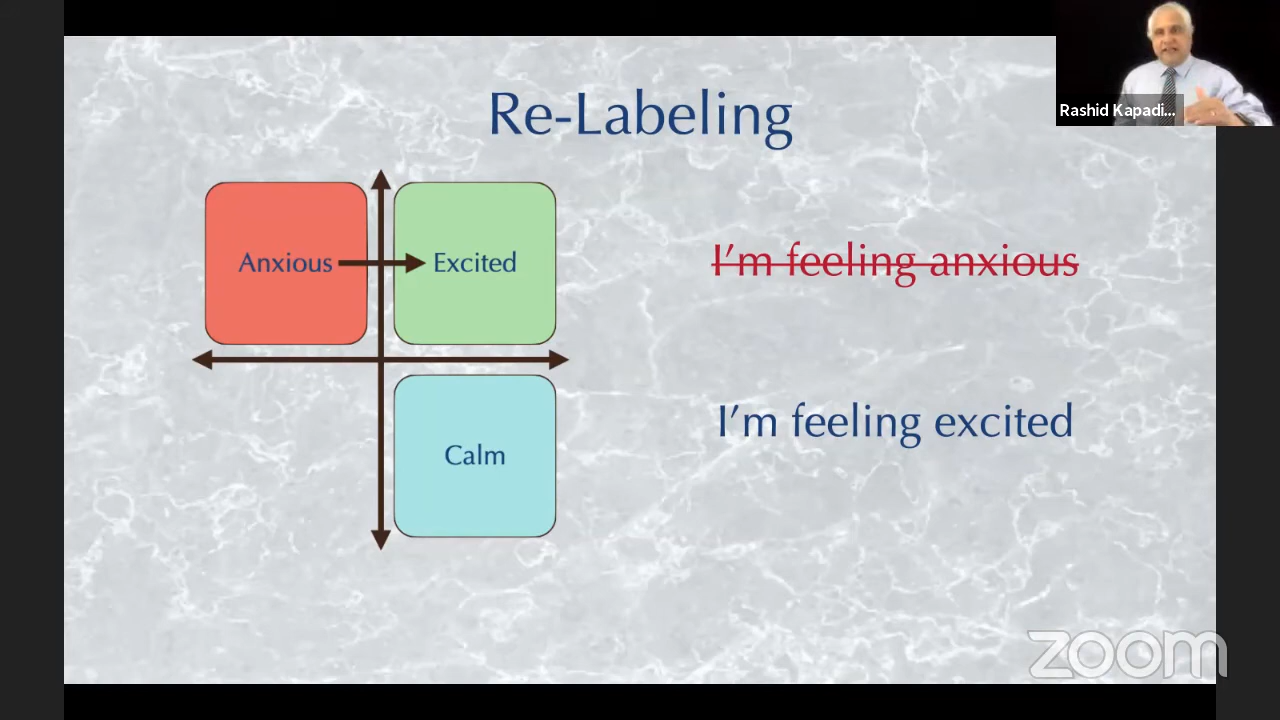 Re-Labeling
Rashid Kapadi...
Anxious
Excited
I’m feeling anxious
I’m feeling excited
Calm
zoom